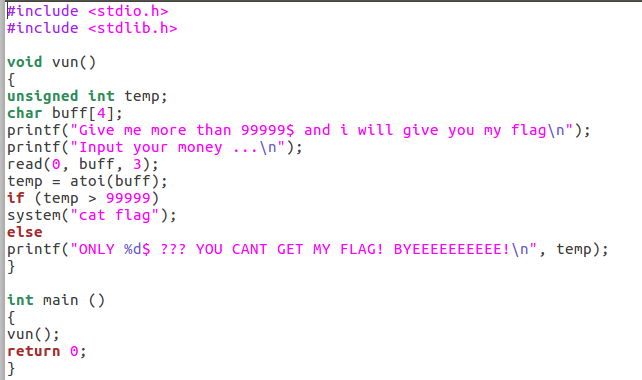 #include <stdio.h>
#include <stdlib.h>
void vun()
{
unsigned int temp;
char buff[4];
printf("Give me more than 99999$ and i will give you my flag\n");
printf("Input your money ...\n");
read(0, buff, 3);
temp = atoi(buff);
if (temp > 99999)
system("cat flag");
else
printf("ONLY %d$ ??? YOU CANT GET MY FLAG! BYEEEEEEEEEE!\n", temp);
}
int main ()
{
vun();
return 0;
}